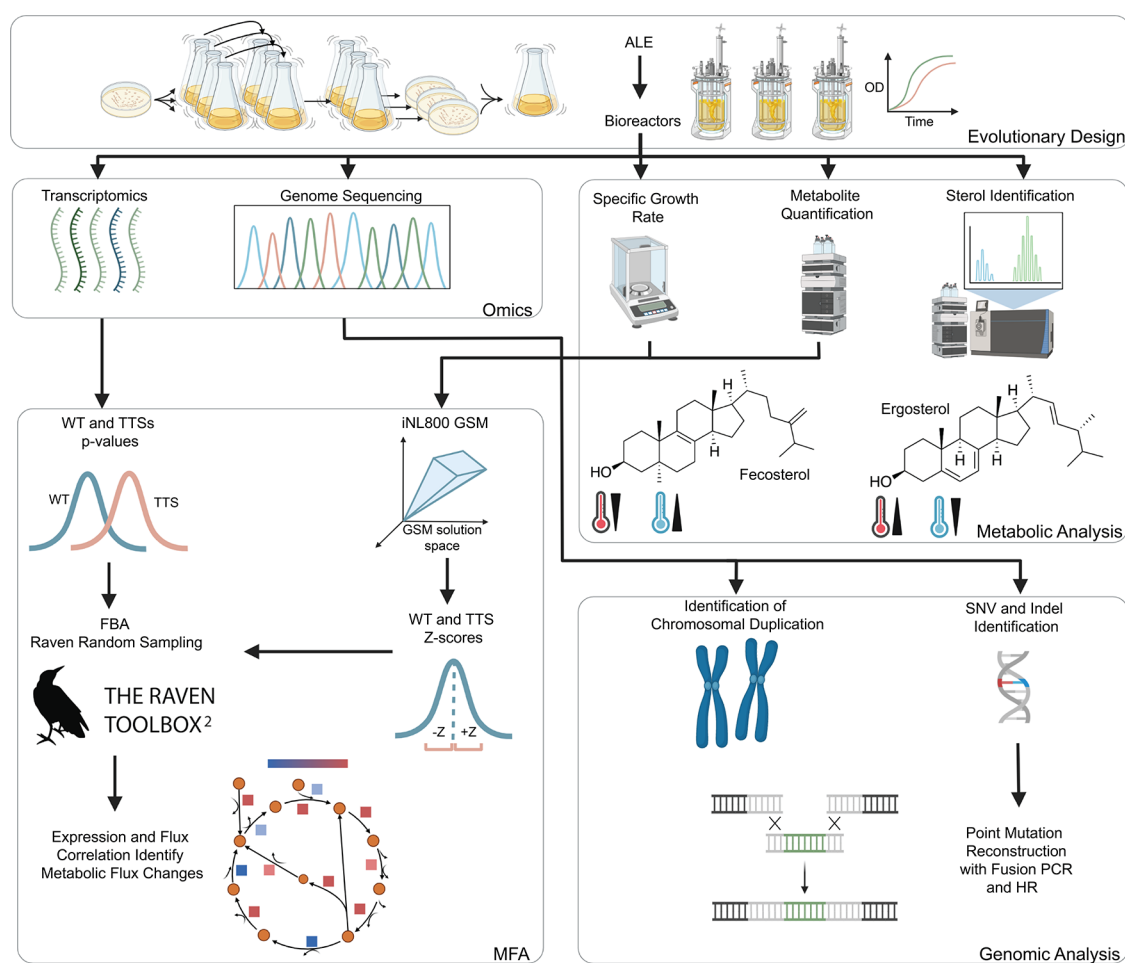 ALE
Bioreactors
OD
Time
Evolutionary Design
Transcriptomics
Genome Sequencing
Omics
Specific Growth
Rate
Metabolite
Quantification
Sterol Identification
H
H
HO
Fecosterol
Ergosterol
H
H
H
HO
Metabolic Analysis
WT and TTSs
p-values
WT
TTS
iNL800 GSM
GSM solution
space
FBA
Raven Random Sampling
WT and TTS
Z-scores
THE RAVEN
TOOLBOX²
-Z
+Z
Expression and Flux
Correlation Identify
Metabolic Flux Changes
MFA
Identification of
Chromosomal Duplication
SNV and Indel
Identification
Point Mutation
Reconstruction
with Fusion PCR
and HR
Genomic Analysis